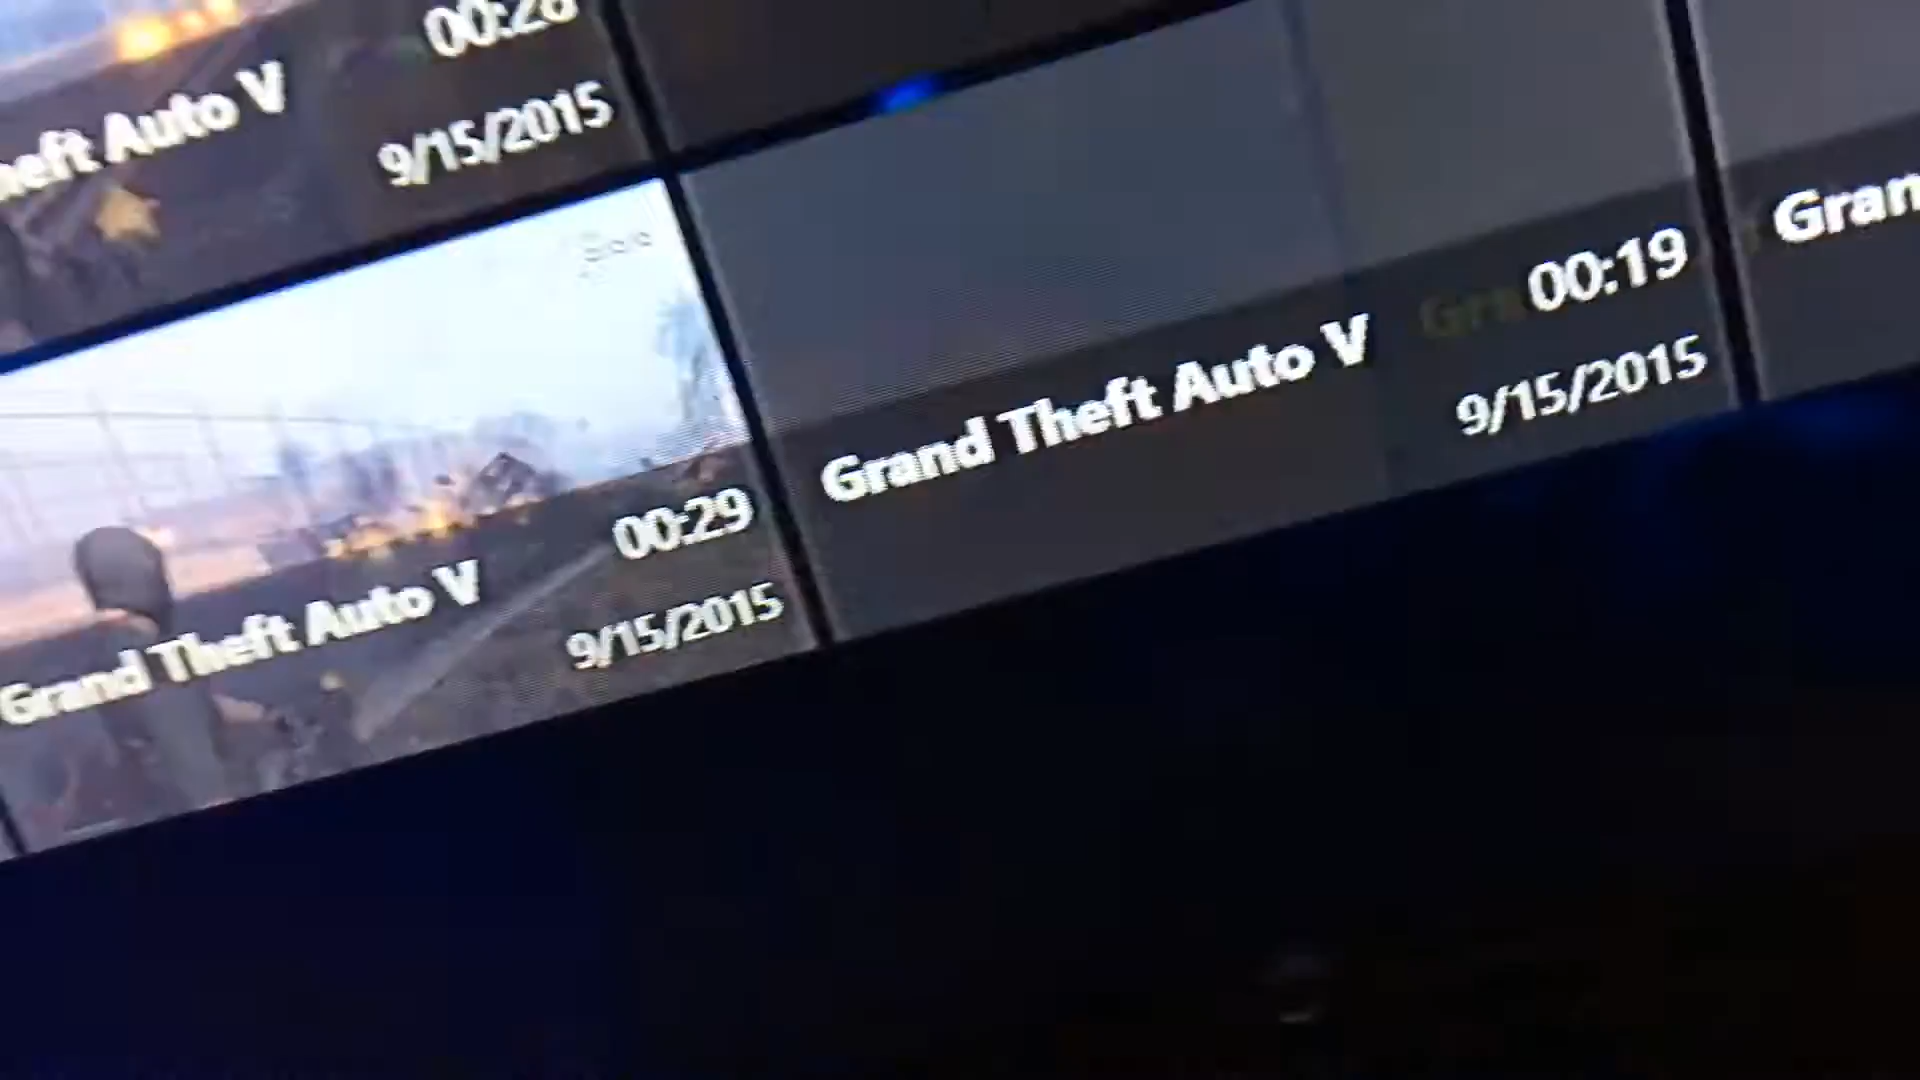 00:28
heft Auto V
9/15/2015
00:29
Grand Theft Auto V
9/15/2015
00:19
Grand Theft Auto V
9/15/2015
Gran